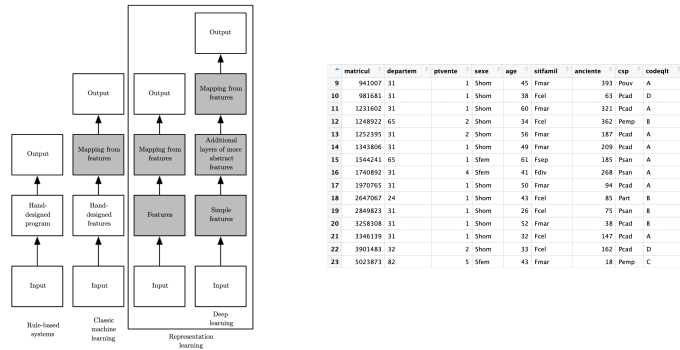 Output
Output
Output
Mapping from
features
Output
Mapping from
features
Mapping from
features
Additional
layers of more
abstract
features
Hand-
designed
program
Hand-
designed
features
Features
Simple
features
Input
Input
Input
Input
Rule-based
systems
Classic
machine
learning
Deep
learning
Representation
learning
matricul departem ptvente sexe age sitfamil anciente csp codeqlt
9 941007 31 1 Shom 45 Fmar 393 Pouv A
10 981681 31 1 Shom 38 Fcel 63 Pcad D
11 1231602 31 1 Shom 60 Fmar 321 Pcad A
12 1248922 65 2 Shom 34 Fcel 362 Pemp B
13 1252395 31 2 Shom 56 Fmar 187 Pcad A
14 1343806 31 1 Shom 49 Fmar 209 Pcad A
15 1544241 65 1 Sfem 61 Fsep 185 Psan A
16 1740892 31 4 Sfem 41 Fdiv 268 Psan A
17 1970765 31 1 Shom 50 Fmar 94 Pcad A
18 2647067 24 1 Shom 43 Fcel 85 Part B
19 2849823 31 1 Shom 26 Fcel 75 Psan B
20 3258308 31 1 Shom 52 Fmar 38 Pcad B
21 3346139 31 1 Shom 32 Fcel 147 Pcad A
22 3901483 32 2 Shom 33 Fcel 162 Pcad D
23 5023873 82 5 Sfem 43 Fmar 18 Pemp C